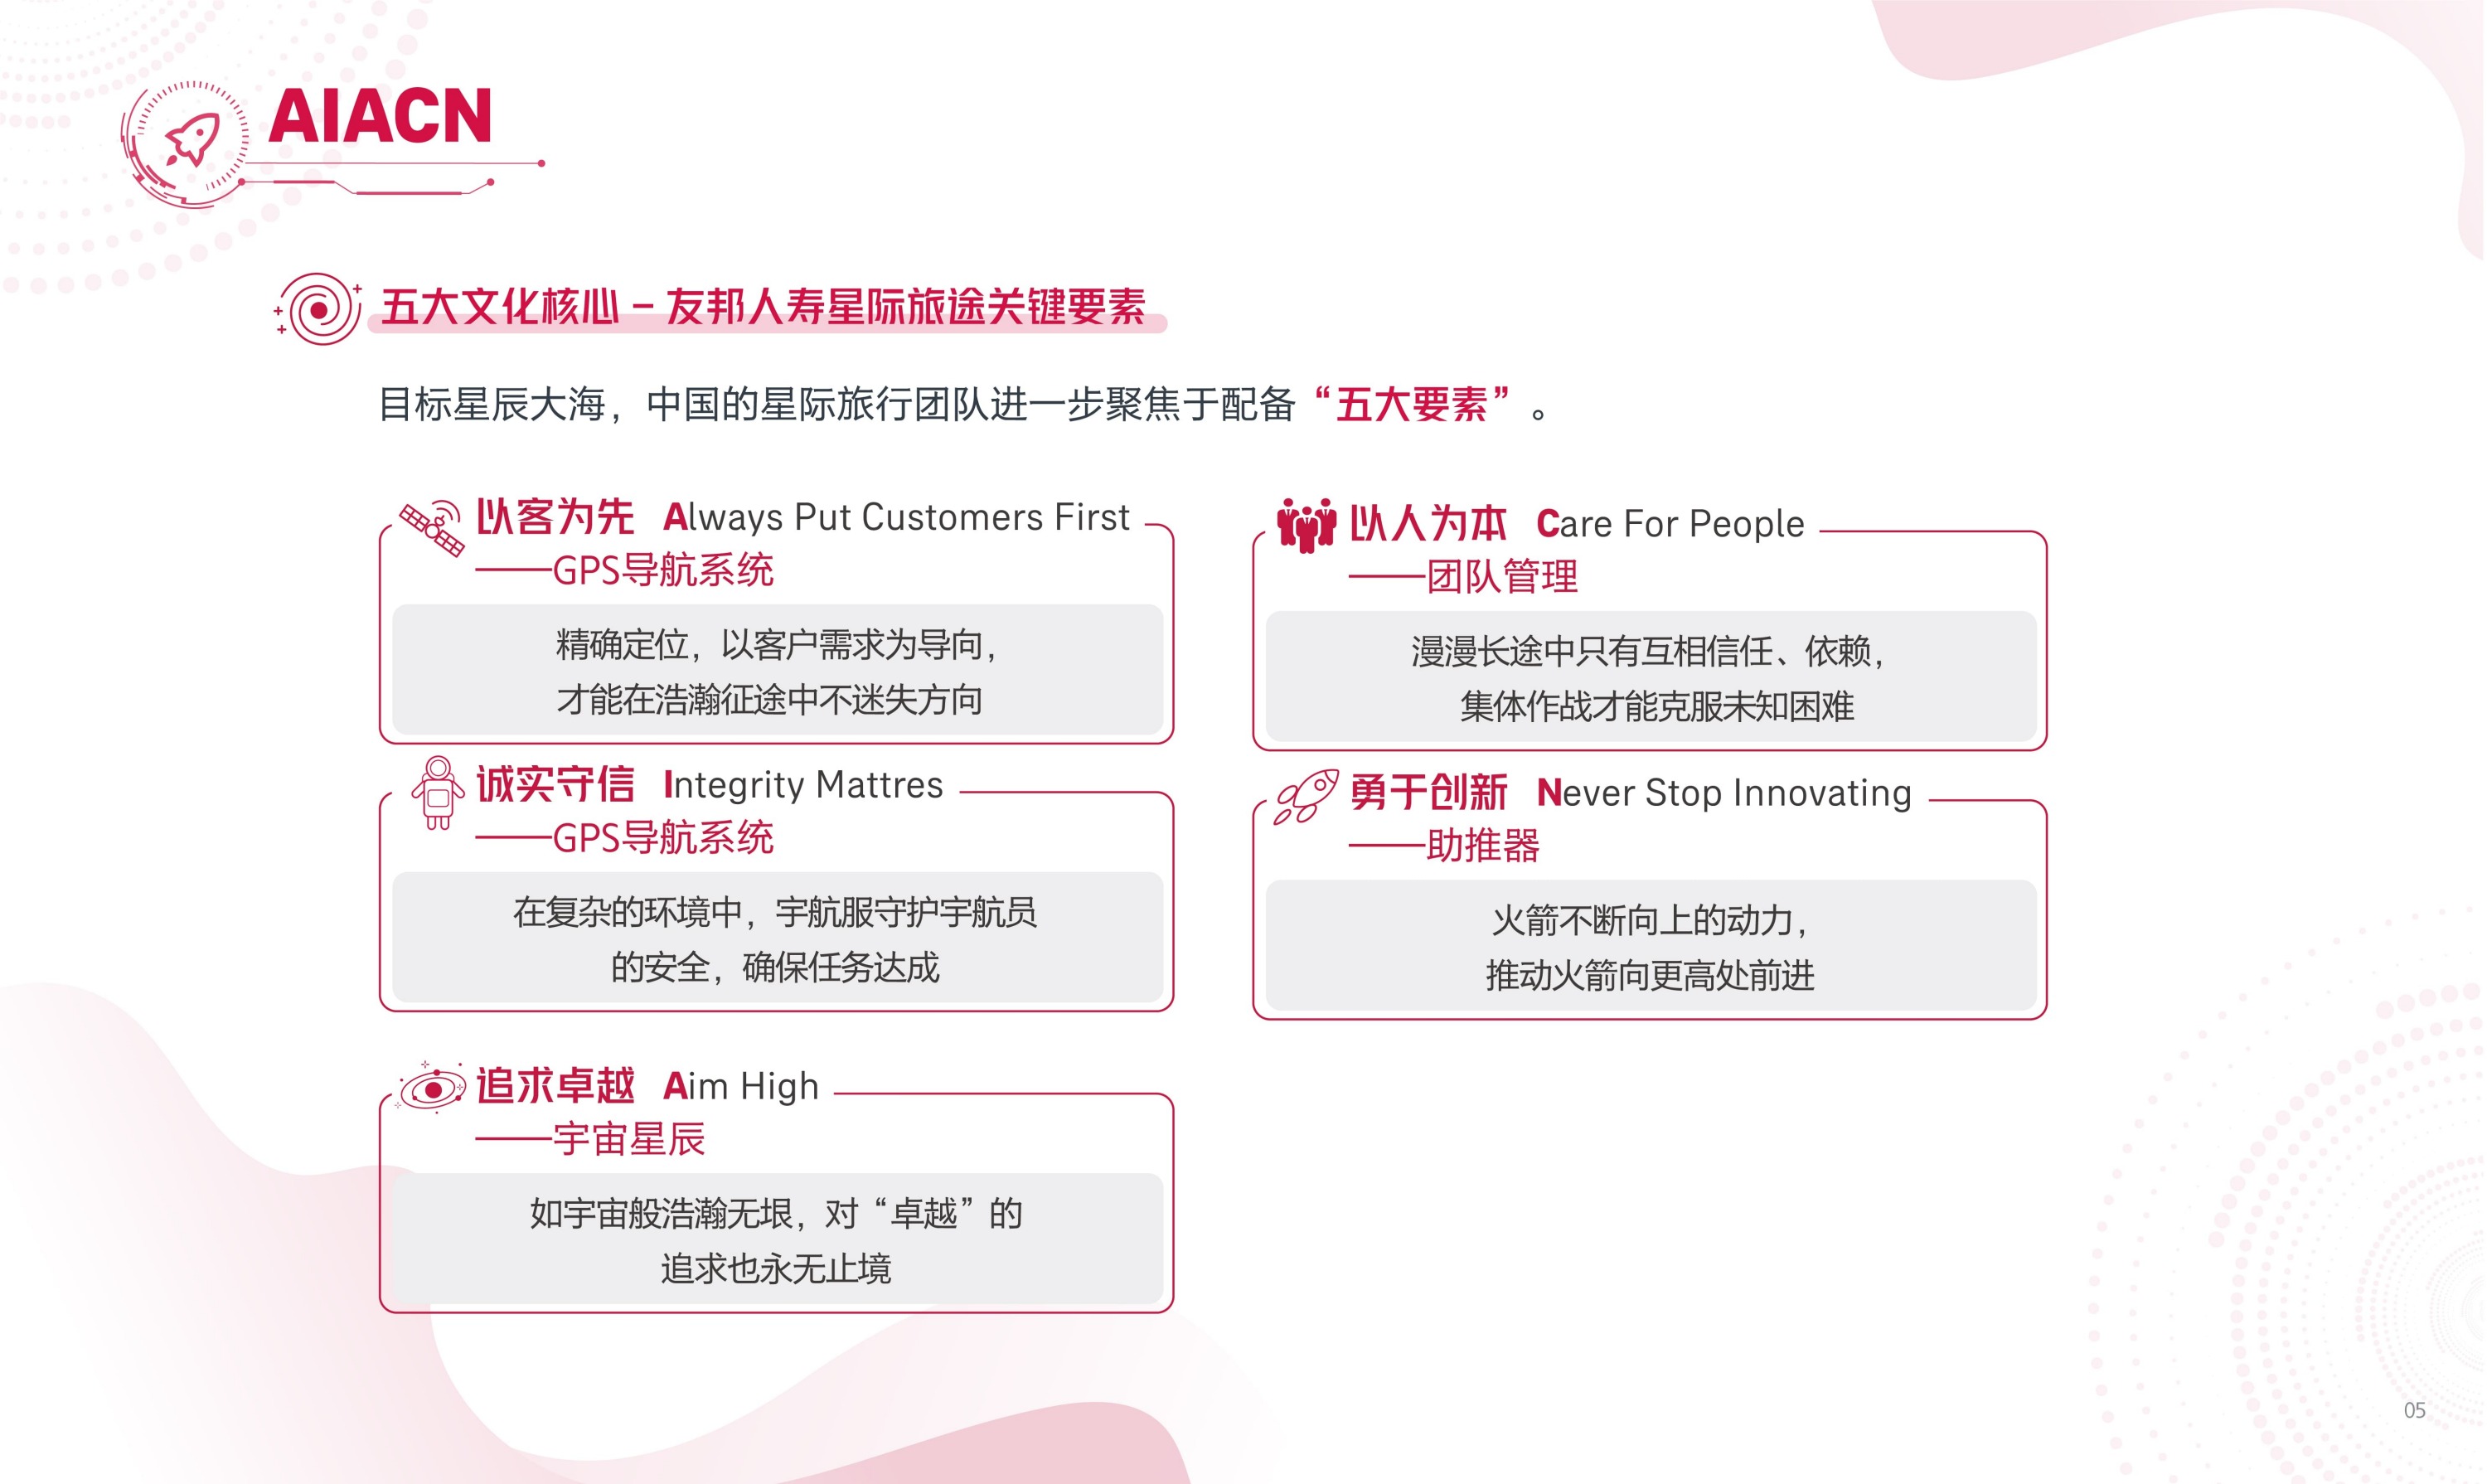 AIACN
五大文化核心 – 友邦人寿星际旅途关键要素
目标星辰大海，中国的星际旅行团队进一步聚焦于配备“五大要素”。
以客为先 Always Put Customers First
——GPS导航系统
精确定位，以客户需求为导向，
才能在浩瀚征途中不迷失方向
诚实守信 Integrity Mattres
——GPS导航系统
在复杂的环境中，宇航服守护宇航员
的安全，确保任务达成
追求卓越 Aim High
——宇宙星辰
如宇宙般浩瀚无垠，对“卓越”的
追求也永无止境
以人为本 Care For People
——团队管理
漫漫长途中只有互相信任、依赖，
集体作战才能克服未知困难
勇于创新 Never Stop Innovating
——助推器
火箭不断向上的动力，
推动火箭向更高处前进
05